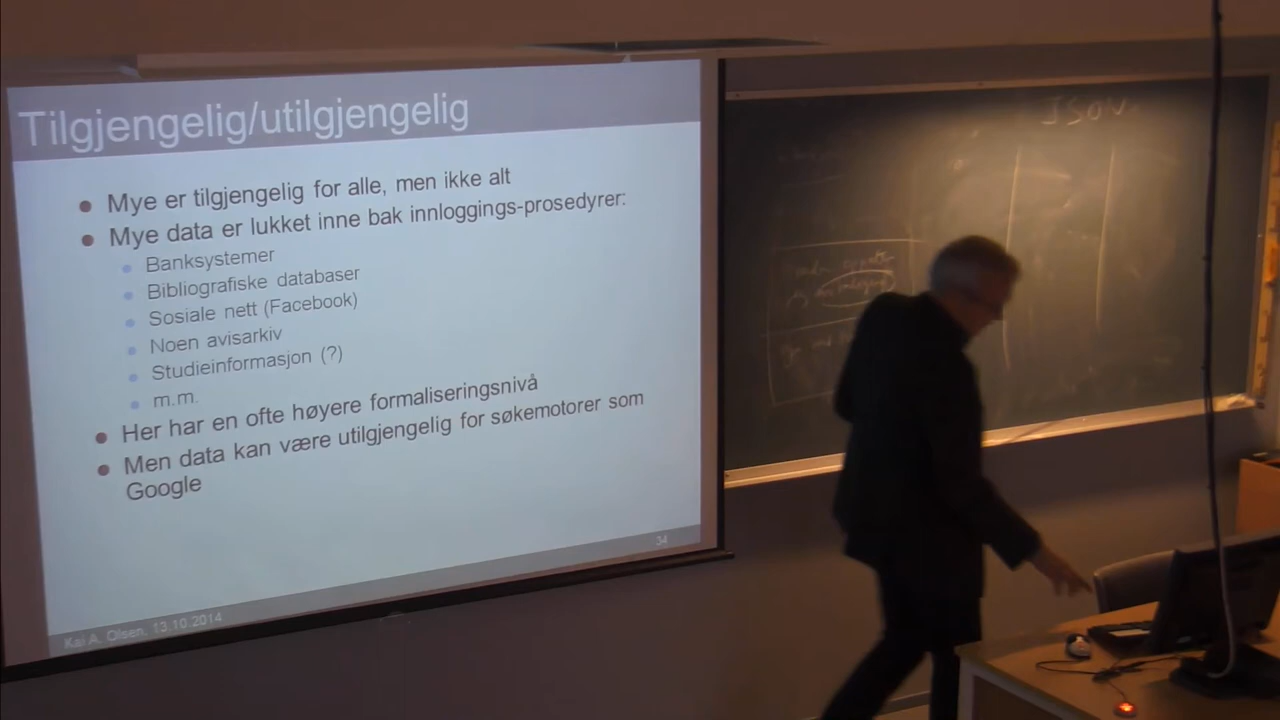 Tilgjengelig/utilgjengelig
Mye er tilgjengelig for alle, men ikke alt
Mye data er lukket inne bak innloggings-prosedyrer:
Banksystemer
Bibliografiske databaser
Sosiale nett (Facebook)
Noen avisarkiv
Studieinformasjon (?)
m.m.
Her har en ofte høyere formaliseringsnivå
Men data kan være utilgjengelig for søkemotorer som
Google
34
Kai A. Olsen, 13.10.2014